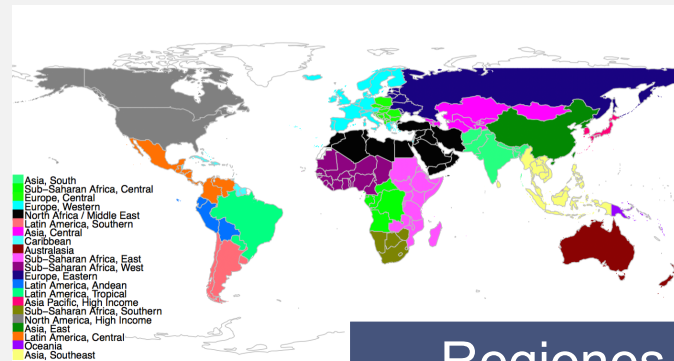 Asia, South
Sub−Saharan Africa, Central
Europe, Central
Europe, Western
North Africa / Middle East
Latin America, Southern
Asia, Central
Caribbean
Australasia
Sub−Saharan Africa, East
Sub−Saharan Africa, West
Europe, Eastern
Latin America, Andean
Latin America, Tropical
Asia Pacific, High Income
Sub−Saharan Africa, Southern
North America, High Income
Asia, East
Latin America, Central
Oceania
Asia, Southeast
Regiones